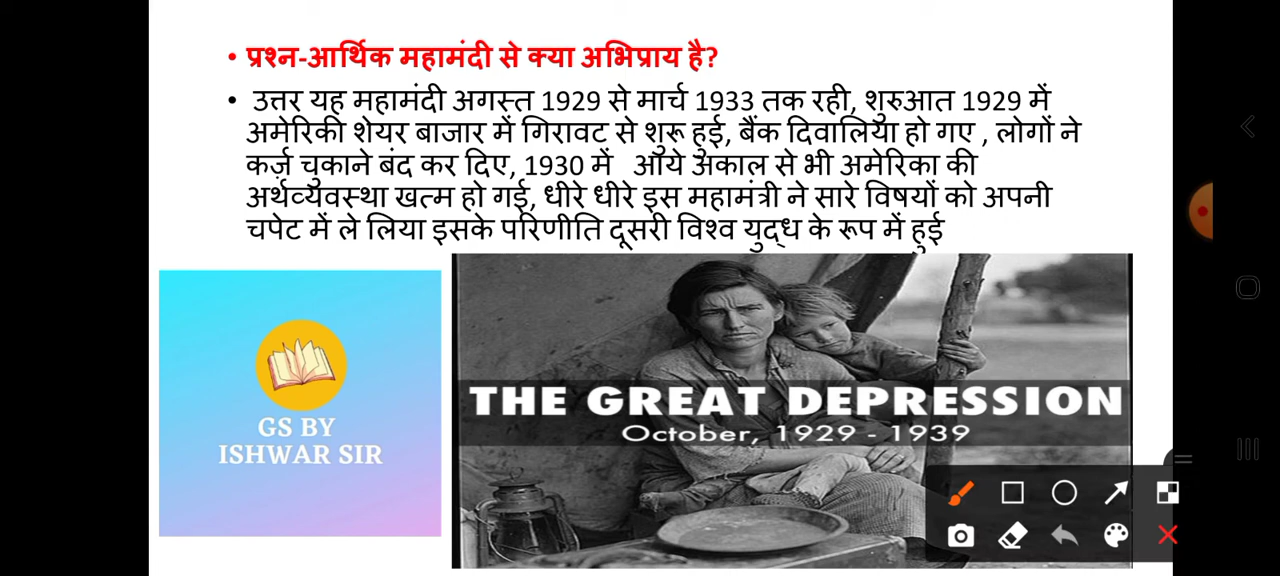 • प्रश्न-आर्थिक महामंदी से क्या अभिप्राय है?
• उत्तर यह महामंदी अगस्त 1929 से मार्च 1933 तक रही, शुरुआत 1929 में
अमेरिकी शेयर बाजार में गिरावट से शुरू हुई, बैंक दिवालिया हो गए , लोगों ने
कर्ज़ चुकाने बंद कर दिए, 1930 में आये अकाल से भी अमेरिका की
अर्थव्यवस्था खत्म हो गई, धीरे धीरे इस महामंत्री ने सारे विषयों को अपनी
चपेट में ले लिया इसके परिणीति दूसरी विश्व युद्ध के रूप में हुई
GS BY
ISHWAR SIR
THE GREAT DEPRESSION
October, 1929 - 1939